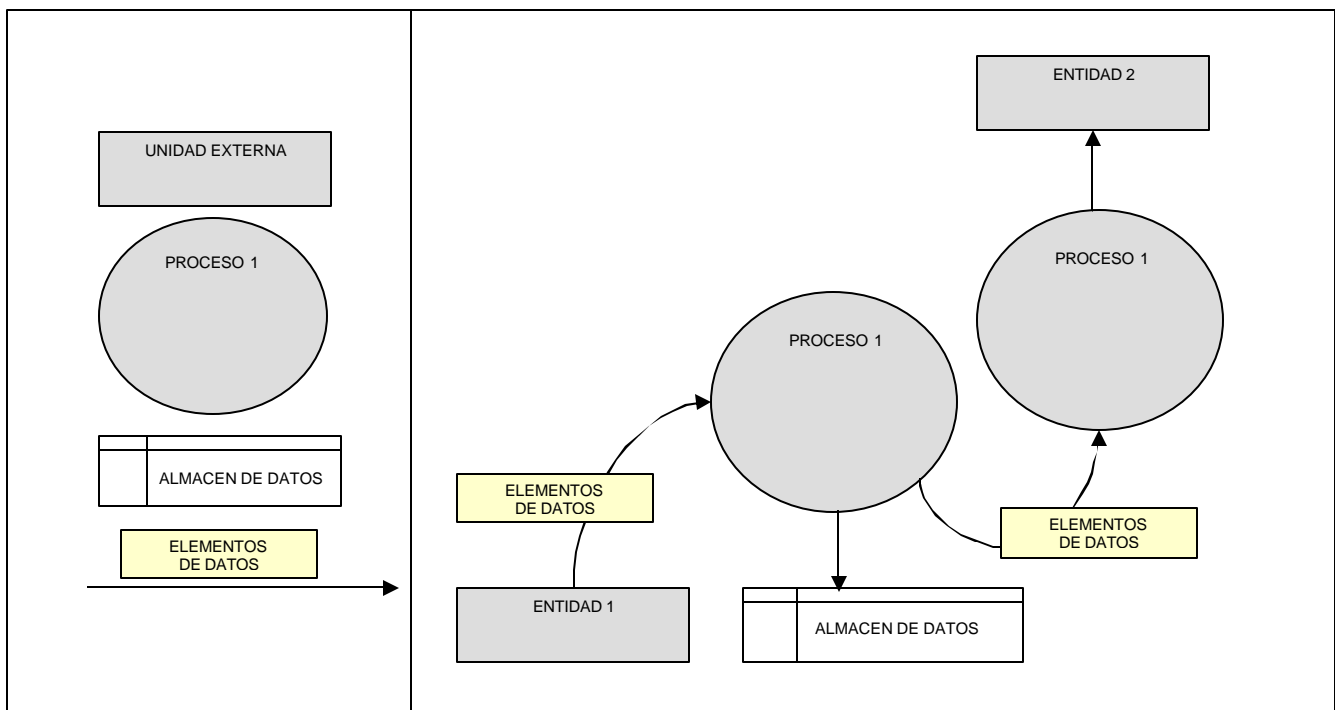 UNIDAD EXTERNA
PROCESO 1
ALMACEN DE DATOS
ELEMENTOS
DE DATOS
ENTIDAD 2
PROCESO 1
PROCESO 1
ELEMENTOS
DE DATOS
ELEMENTOS
DE DATOS
ENTIDAD 1
ALMACEN DE DATOS